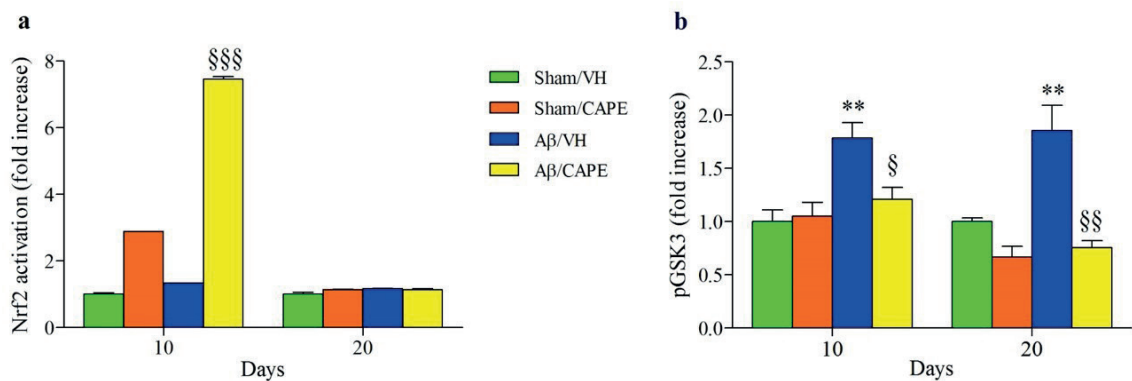 a
Nrf2 activation (fold increase)
8
6
4
2
0
§§§
10
20
Days
Sham/VH
Sham/CAPE
Aβ/VH
Aβ/CAPE
b
pGSK3 (fold increase)
2.5
2.0
1.5
1.0
0.5
0.0
**
§
**
§§
10
20
Days